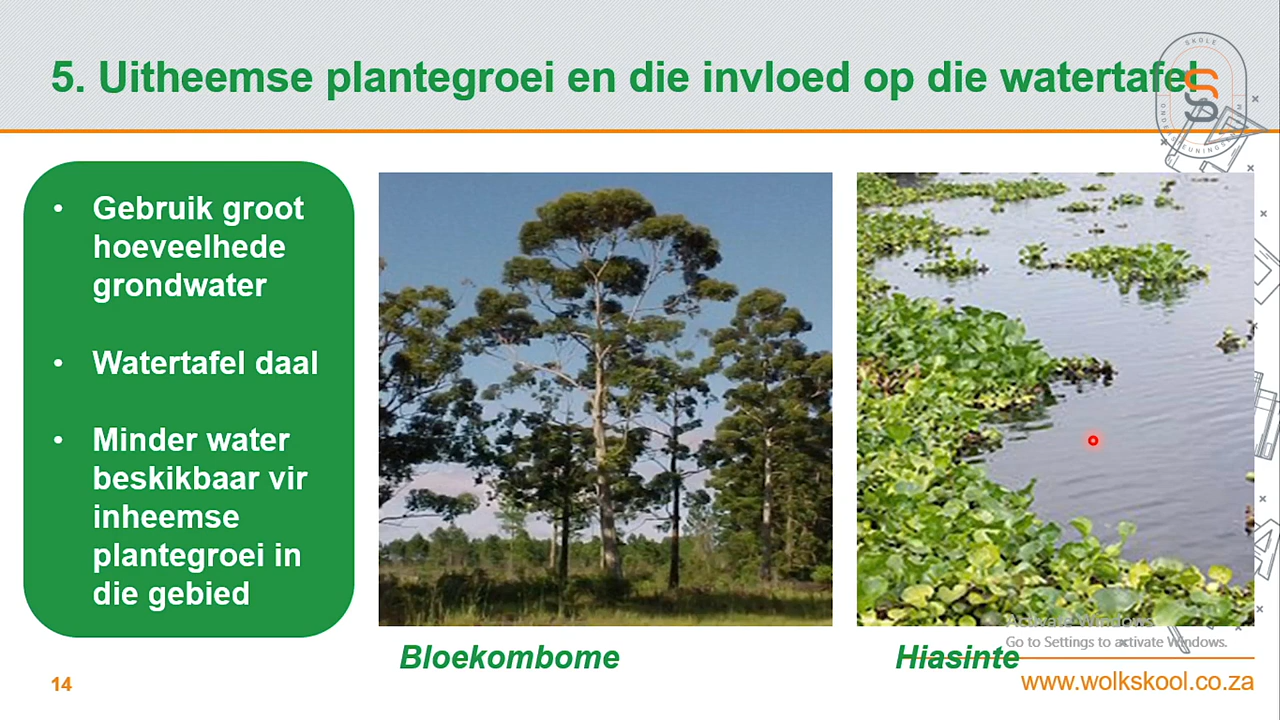 5. Uitheemse plantegroei en die invloed op die watertafel
SKOLE
• Gebruik groot
hoeveelhede
grondwater
• Watertafel daal
• Minder water
beskikbaar vir
inheemse
plantegroei in
die gebied
Bloekombome
Hiasinte
Activate Windows
Go to Settings to activate Windows.
14
www.wolkskool.co.za